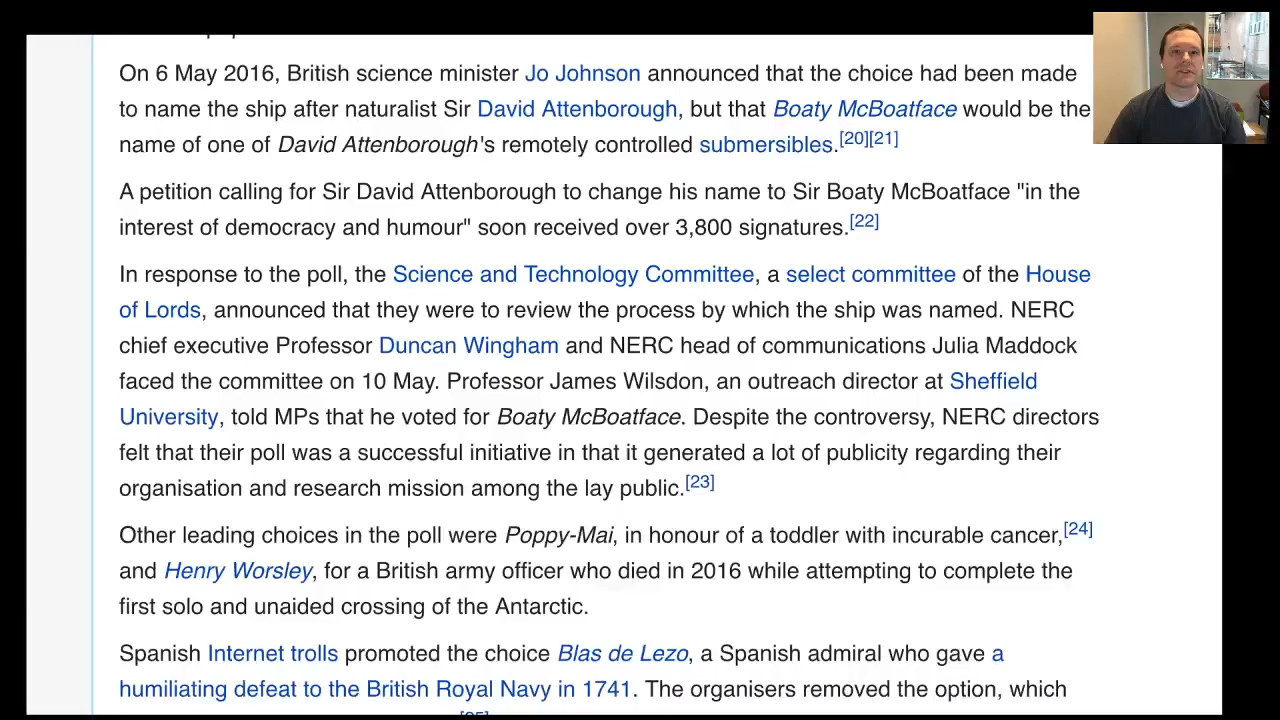 On 6 May 2016, British science minister Jo Johnson announced that the choice had been made
to name the ship after naturalist Sir David Attenborough, but that Boaty McBoatface would be the
name of one of David Attenborough's remotely controlled submersibles.[20][21]
A petition calling for Sir David Attenborough to change his name to Sir Boaty McBoatface "in the
interest of democracy and humour" soon received over 3,800 signatures.[22]
In response to the poll, the Science and Technology Committee, a select committee of the House
of Lords, announced that they were to review the process by which the ship was named. NERC
chief executive Professor Duncan Wingham and NERC head of communications Julia Maddock
faced the committee on 10 May. Professor James Wilsdon, an outreach director at Sheffield
University, told MPs that he voted for Boaty McBoatface. Despite the controversy, NERC directors
felt that their poll was a successful initiative in that it generated a lot of publicity regarding their
organisation and research mission among the lay public.[23]
Other leading choices in the poll were Poppy-Mai, in honour of a toddler with incurable cancer,[24]
and Henry Worsley, for a British army officer who died in 2016 while attempting to complete the
first solo and unaided crossing of the Antarctic.
Spanish Internet trolls promoted the choice Blas de Lezo, a Spanish admiral who gave a
humiliating defeat to the British Royal Navy in 1741. The organisers removed the option, which